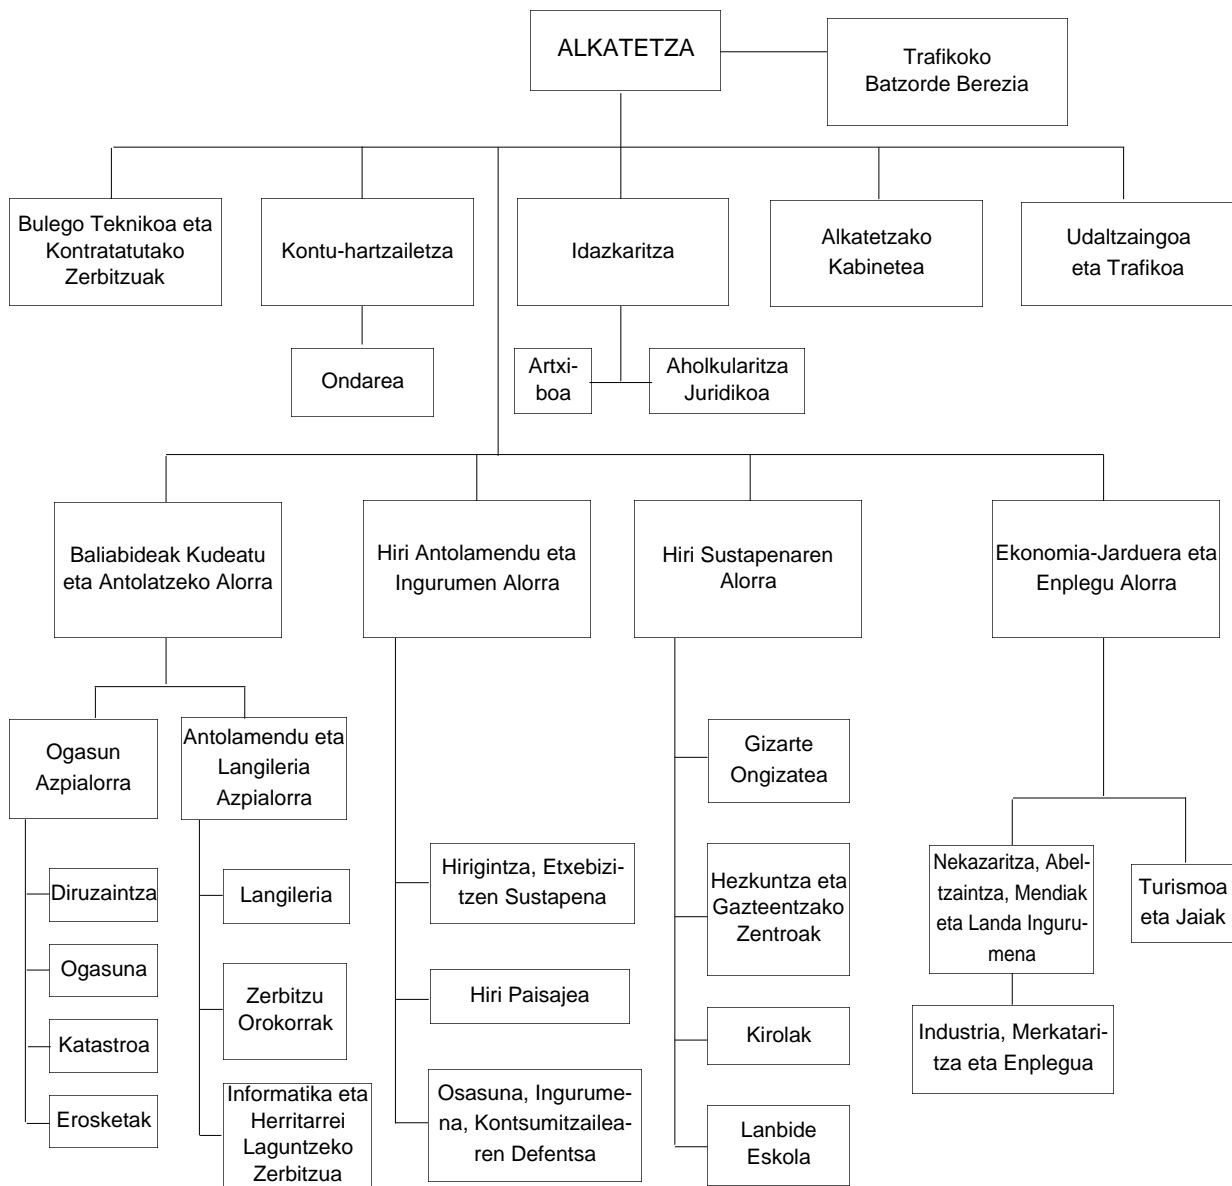 ALKATETZA
Trafikoko
Batzorde Berezia
Bulego Teknikoa eta
Kontratatutako
Zerbitzuak
Kontu-hartzailetza
Idazkaritza
Alkatetzako
Kabinetea
Udaltzaingoa
eta Trafikoa
Ondarea
Artxi-
boa
Aholkularitza
Juridikoa
Baliabideak Kudeatu
eta Antolatzeko Alorra
Hiri Antolamendu eta
Ingurumen Alorra
Hiri Sustapenaren
Alorra
Ekonomia-Jarduera eta
Enplegu Alorra
Ogasun
Azpialorra
Antolamendu eta
Langileria
Azpialorra
Diruzaintza
Ogasuna
Katastroa
Erosketak
Langileria
Zerbitzu
Orokorrak
Informatika eta
Herritarrei
Laguntzeko
Zerbitzua
Hirigintza, Etxebizi-
tzen Sustapena
Hiri Paisajea
Osasuna, Ingurume-
na, Kontsumitzailea-
ren Defentsa
Gizarte
Ongizatea
Hezkuntza eta
Gazteentzako
Zentroak
Kirolak
Lanbide
Eskola
Nekazaritza, Abel-
tzaintza, Mendiak
eta Landa Inguru-
mena
Turismoa
eta Jaiak
Industria, Merkatari-
tza eta Enplegua